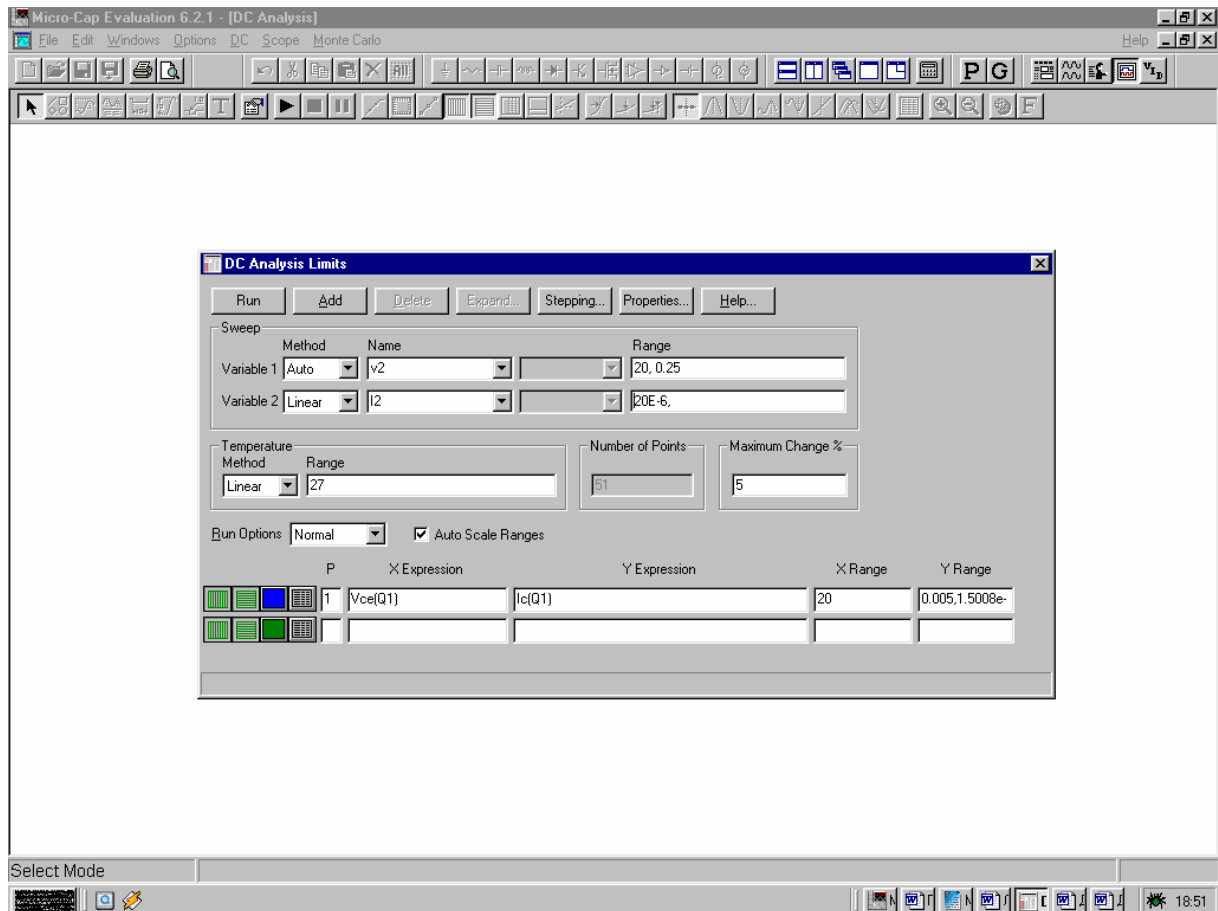 Micro-Cap Evaluation 6.2.1 - [DC Analysis]
File Edit Windows Options DC Scope Monte Carlo Help
P G
T F
DC Analysis Limits
Run Add Delete Expand... Stepping... Properties... Help...
Sweep
Method Name Range
Variable 1 Auto v2 20, 0.25
Variable 2 Linear I2 20E-6,
Temperature Number of Points Maximum Change %
Method Range
Linear 27 51 5
Run Options Normal Auto Scale Ranges
P X Expression Y Expression X Range Y Range
1 Vce(Q1) Ic(Q1) 20 0.005,1.5008e-
Select Mode
18:51